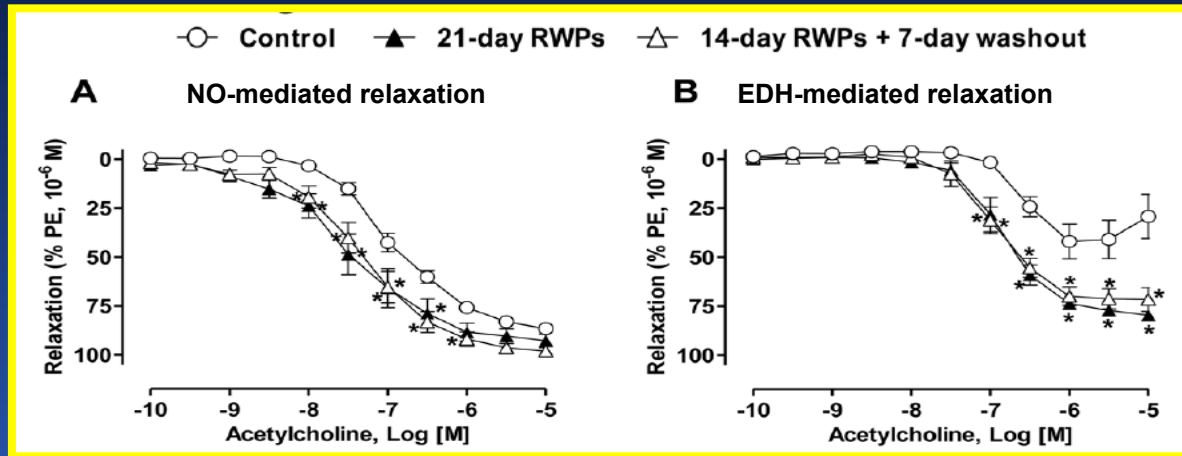 Control 21-day RWPs 14-day RWPs + 7-day washout
A NO-mediated relaxation
B EDH-mediated relaxation
Relaxation (% PE, 10⁻⁶ M)
0
25
50
75
100
-10 -9 -8 -7 -6 -5
Acetylcholine, Log [M]
Relaxation (% PE, 10⁻⁶ M)
0
25
50
75
100
-10 -9 -8 -7 -6 -5
Acetylcholine, Log [M]